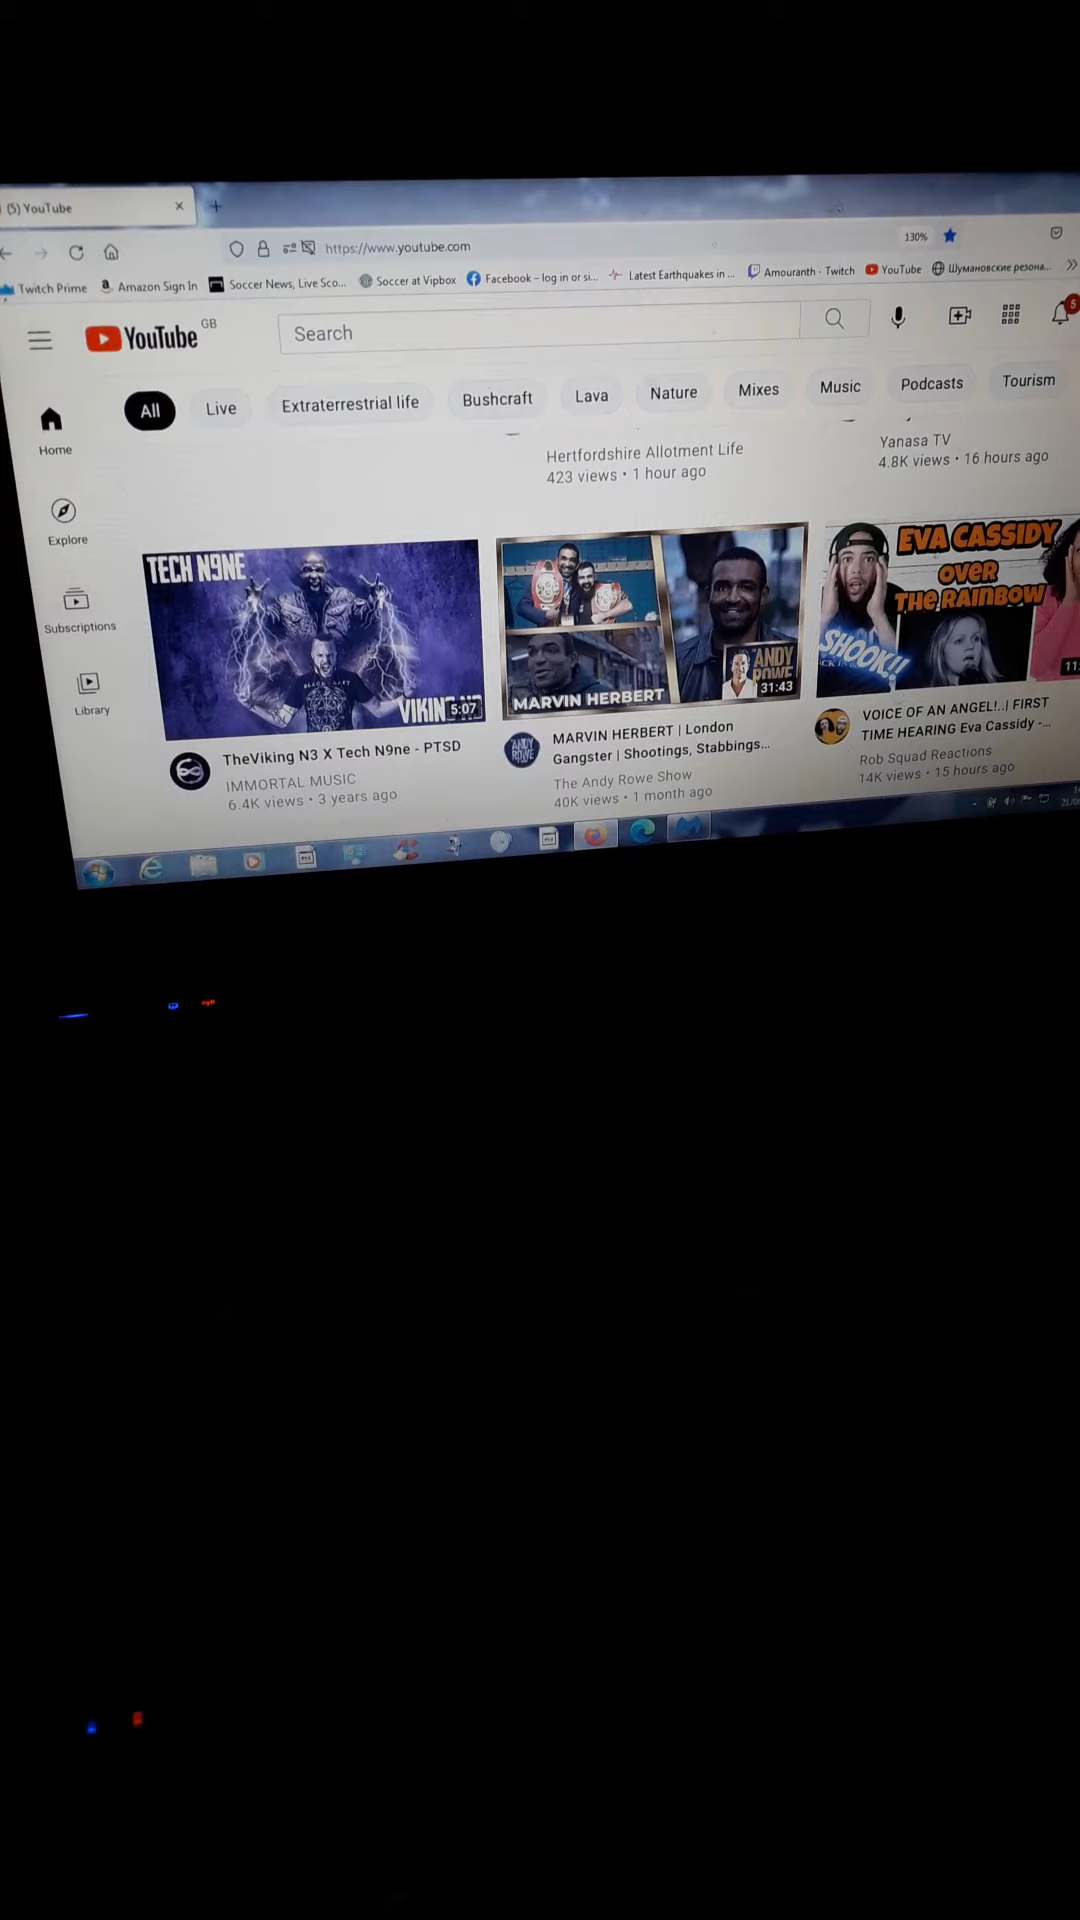 (5) YouTube
https://www.youtube.com
130%
Twitch Prime
Amazon Sign In
Soccer News, Live Sco...
Soccer at Vipbox
Facebook – log in or si...
Latest Earthquakes in ...
Amouranth - Twitch
YouTube
Шумановские резона...
YouTube GB
Search
5
All
Live
Extraterrestrial life
Bushcraft
Lava
Nature
Mixes
Music
Podcasts
Tourism
Home
Explore
Subscriptions
Library
Hertfordshire Allotment Life
423 views • 1 hour ago
Yanasa TV
4.8K views • 16 hours ago
TECH N9NE
5:07
TheViking N3 X Tech N9ne - PTSD
IMMORTAL MUSIC
6.4K views • 3 years ago
MARVIN HERBERT
ANDY
ROWE
31:43
MARVIN HERBERT | London
Gangster | Shootings, Stabbings...
The Andy Rowe Show
40K views • 1 month ago
EVA CASSIDY
OVER
THE RAINBOW
SHOOK!!
VOICE OF AN ANGEL!..| FIRST
TIME HEARING Eva Cassidy -...
Rob Squad Reactions
14K views • 15 hours ago